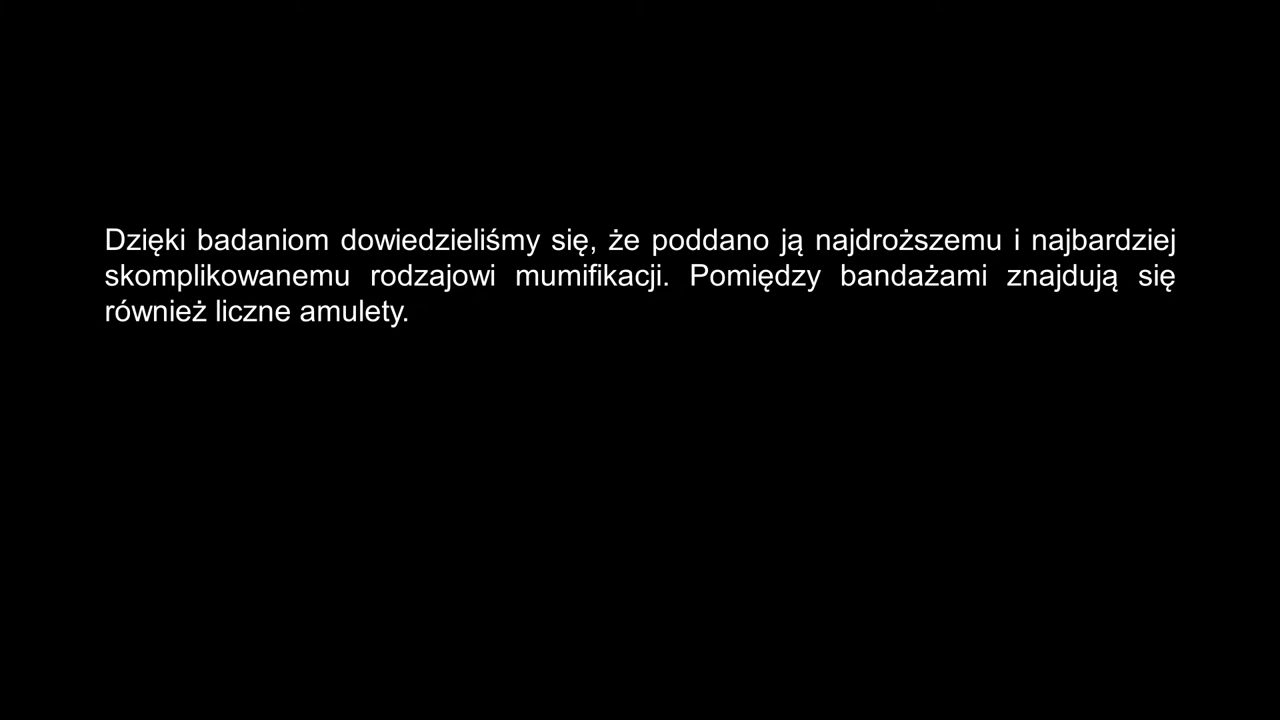 Dzięki badaniom dowiedzieliśmy się, że poddano ją najdroższemu i najbardziej
skomplikowanemu rodzajowi mumifikacji. Pomiędzy bandażami znajdują się
również liczne amulety.